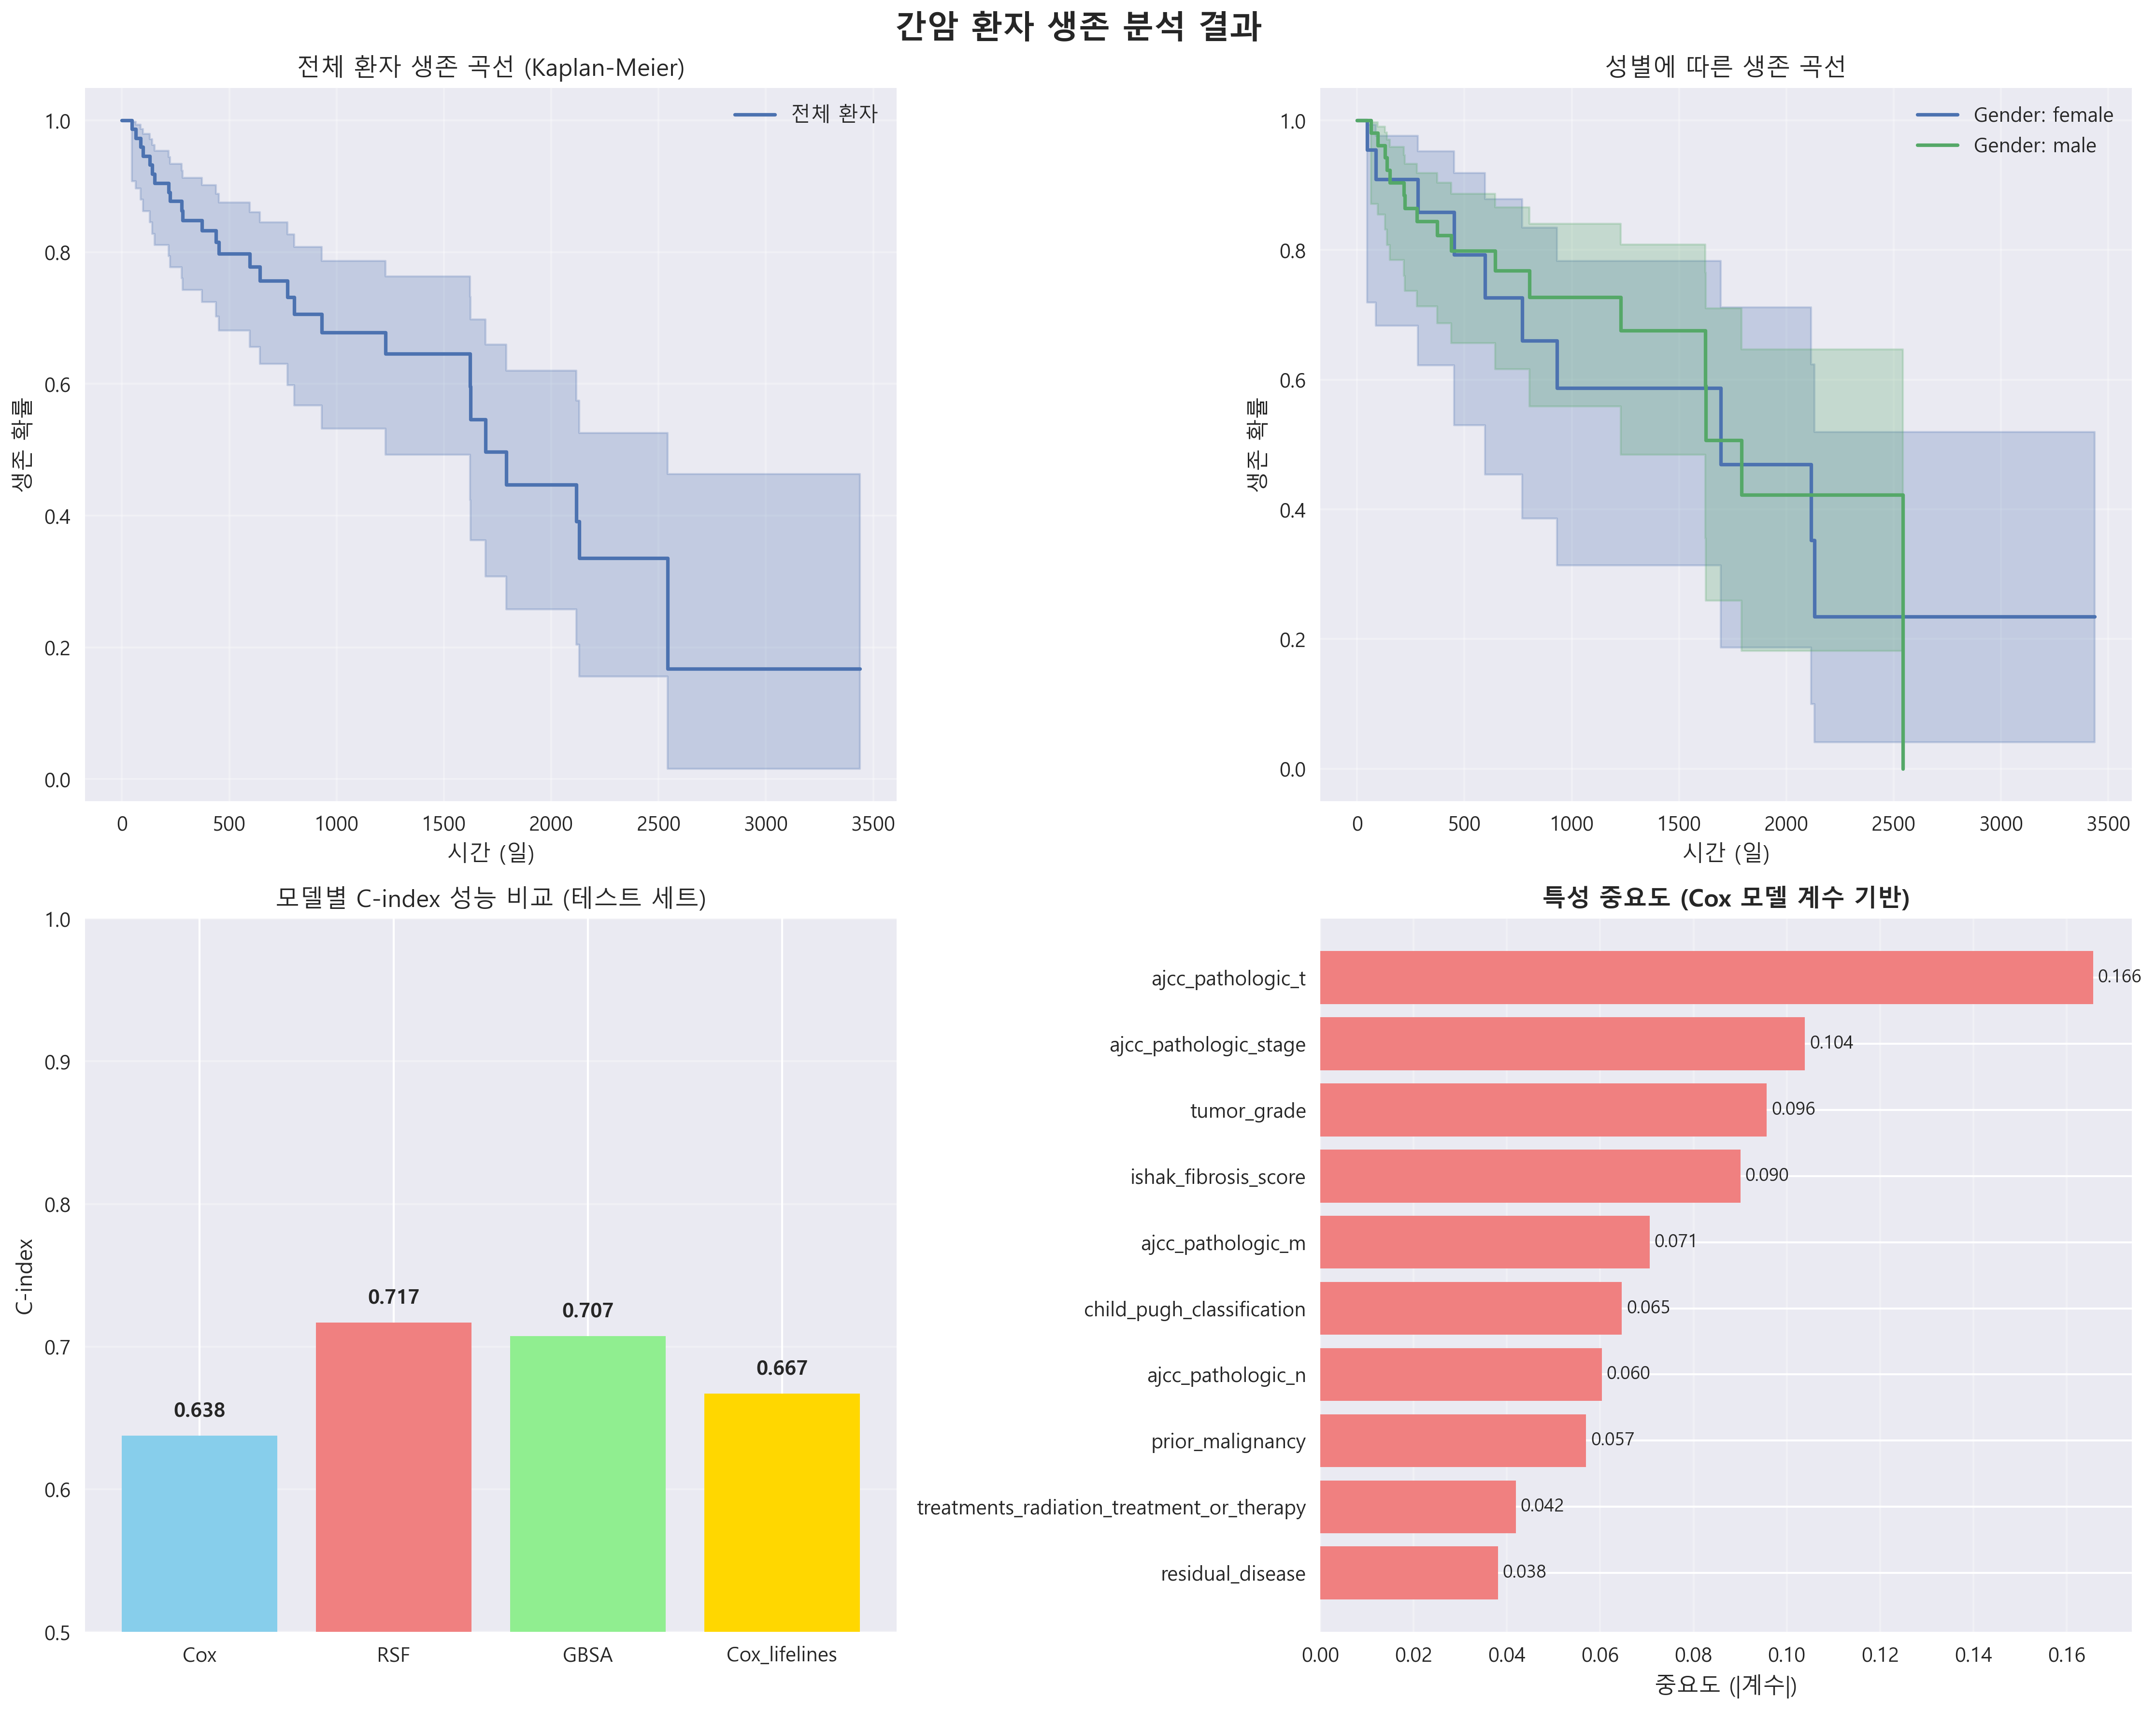 간암 환자 생존 분석 결과
전체 환자 생존 곡선 (Kaplan-Meier)
전체 환자
1.0
0.8
0.6
0.4
0.2
0.0
생존 확률
0 500 1000 1500 2000 2500 3000 3500
시간 (일)
성별에 따른 생존 곡선
Gender: female
Gender: male
1.0
0.8
0.6
0.4
0.2
0.0
생존 확률
0 500 1000 1500 2000 2500 3000 3500
시간 (일)
모델별 C-index 성능 비교 (테스트 세트)
1.0
0.9
0.8
0.7
0.6
0.5
C-index
0.638
0.717
0.707
0.667
Cox RSF GBSA Cox_lifelines
특성 중요도 (Cox 모델 계수 기반)
ajcc_pathologic_t 0.166
ajcc_pathologic_stage 0.104
tumor_grade 0.096
ishak_fibrosis_score 0.090
ajcc_pathologic_m 0.071
child_pugh_classification 0.065
ajcc_pathologic_n 0.060
prior_malignancy 0.057
treatments_radiation_treatment_or_therapy 0.042
residual_disease 0.038
0.00 0.02 0.04 0.06 0.08 0.10 0.12 0.14 0.16
중요도 (|계수|)